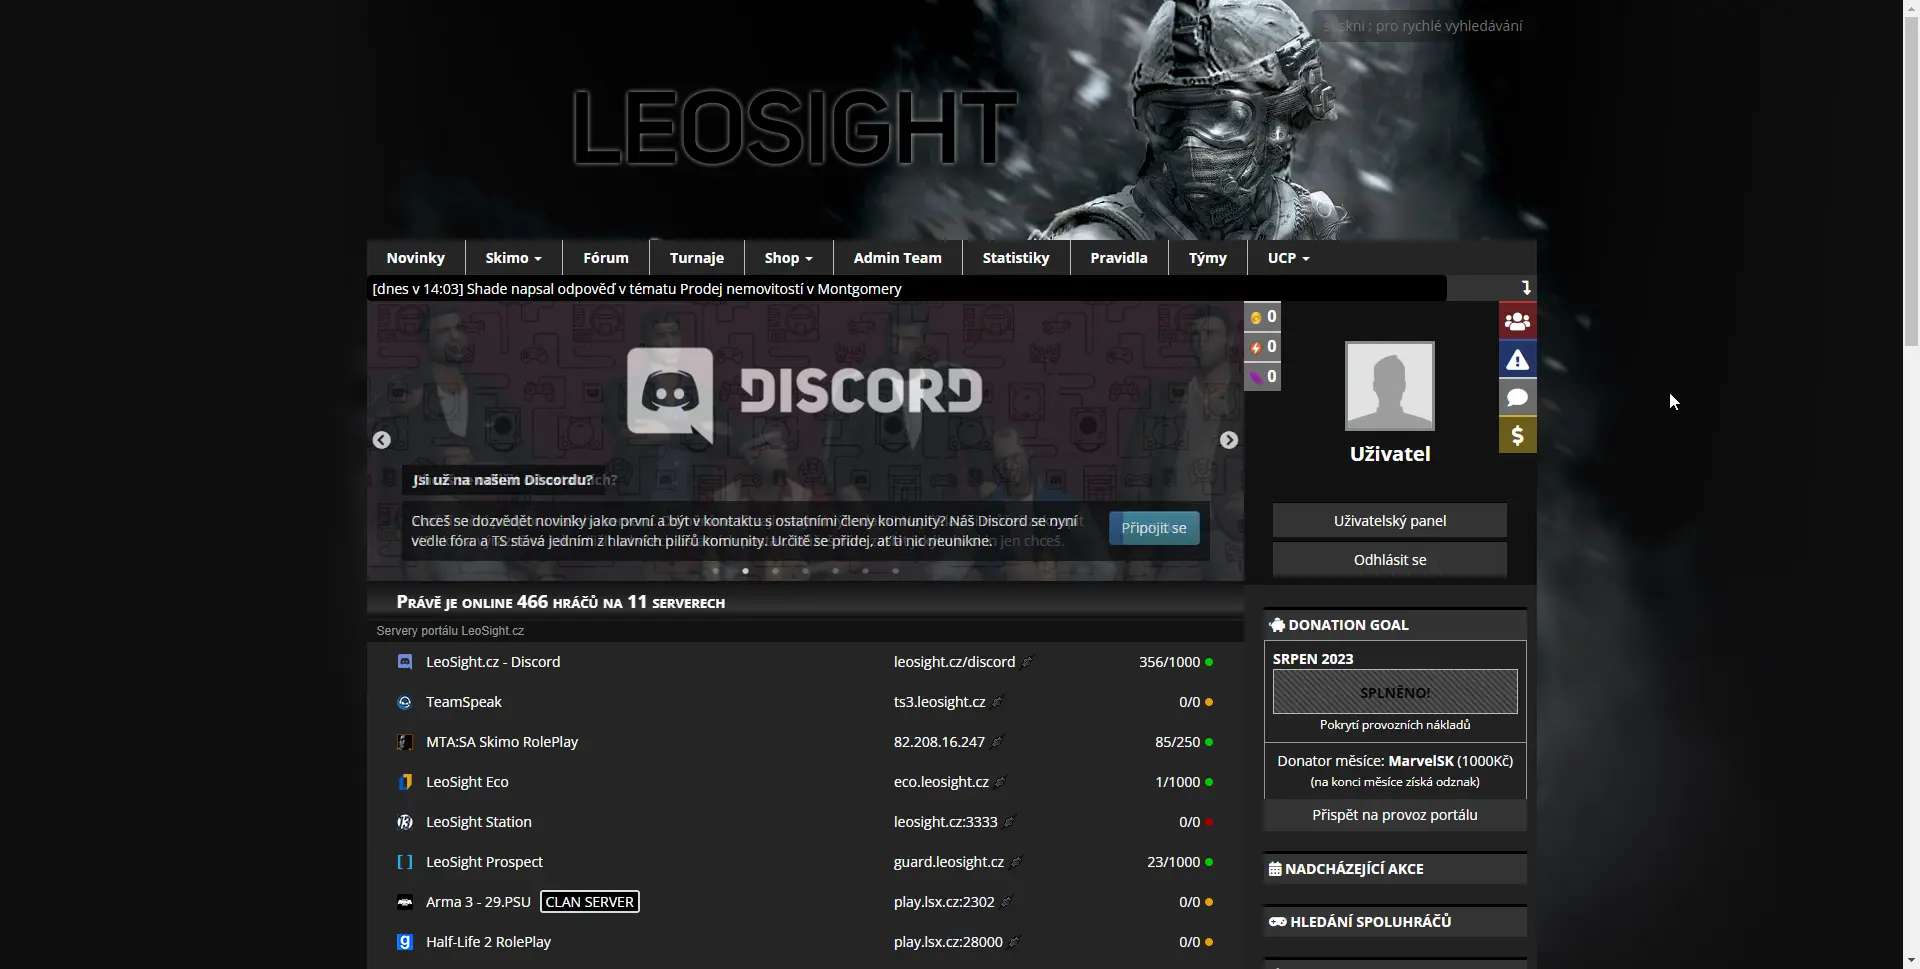 stiskni ; pro rychlé vyhledávání
LEOSIGHT
Novinky
Skimo
Fórum
Turnaje
Shop
Admin Team
Statistiky
Pravidla
Týmy
UCP
[dnes v 14:03] Shade napsal odpověď v tématu Prodej nemovitostí v Montgomery
0
0
0
DISCORD
Uživatel
Jsi už na našem Discordu?
Chceš se dozvědět novinky jako první a být v kontaktu s ostatními členy komunity? Náš Discord se nyní
vedle fóra a TS stává jedním z hlavních pilířů komunity. Určitě se přidej, ať ti nic neunikne.
Připojit se
Uživatelský panel
Odhlásit se
Právě je online 466 hráčů na 11 serverech
Servery portálu LeoSight.cz
LeoSight.cz - Discord leosight.cz/discord 356/1000
TeamSpeak ts3.leosight.cz 0/0
MTA:SA Skimo RolePlay 82.208.16.247 85/250
LeoSight Eco eco.leosight.cz 1/1000
LeoSight Station leosight.cz:3333 0/0
LeoSight Prospect guard.leosight.cz 23/1000
Arma 3 - 29.PSU CLAN SERVER play.lsx.cz:2302 0/0
Half-Life 2 RolePlay play.lsx.cz:28000 0/0
DONATION GOAL
SRPEN 2023
SPLNĚNO!
Pokrytí provozních nákladů
Donator měsíce: MarvelSK (1000Kč)
(na konci měsíce získá odznak)
Přispět na provoz portálu
NADCHÁZEJÍCÍ AKCE
HLEDÁNÍ SPOLUHRÁČŮ